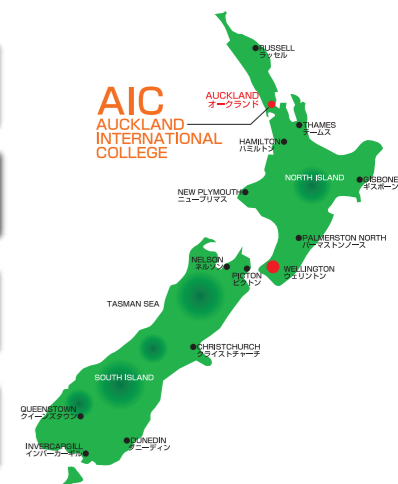 RUSSELL
ラッセル
AIC
AUCKLAND
INTERNATIONAL
COLLEGE
AUCKLAND
オークランド
THAMES
テームス
HAMILTON
ハミルトン
NORTH ISLAND
GISBONE
ギスボーン
NEW PLYMOUTH
ニュープリマス
PALMERSTON NORTH
パーマストンノース
NELSON
ネルソン
PICTON
ピクトン
WELLINGTON
ウェリントン
TASMAN SEA
CHRISTCHURCH
クライストチャーチ
SOUTH ISLAND
QUEENSTOWN
クイーンズタウン
DUNEDIN
ダニーディン
INVERCARGILL
インバーカーギル